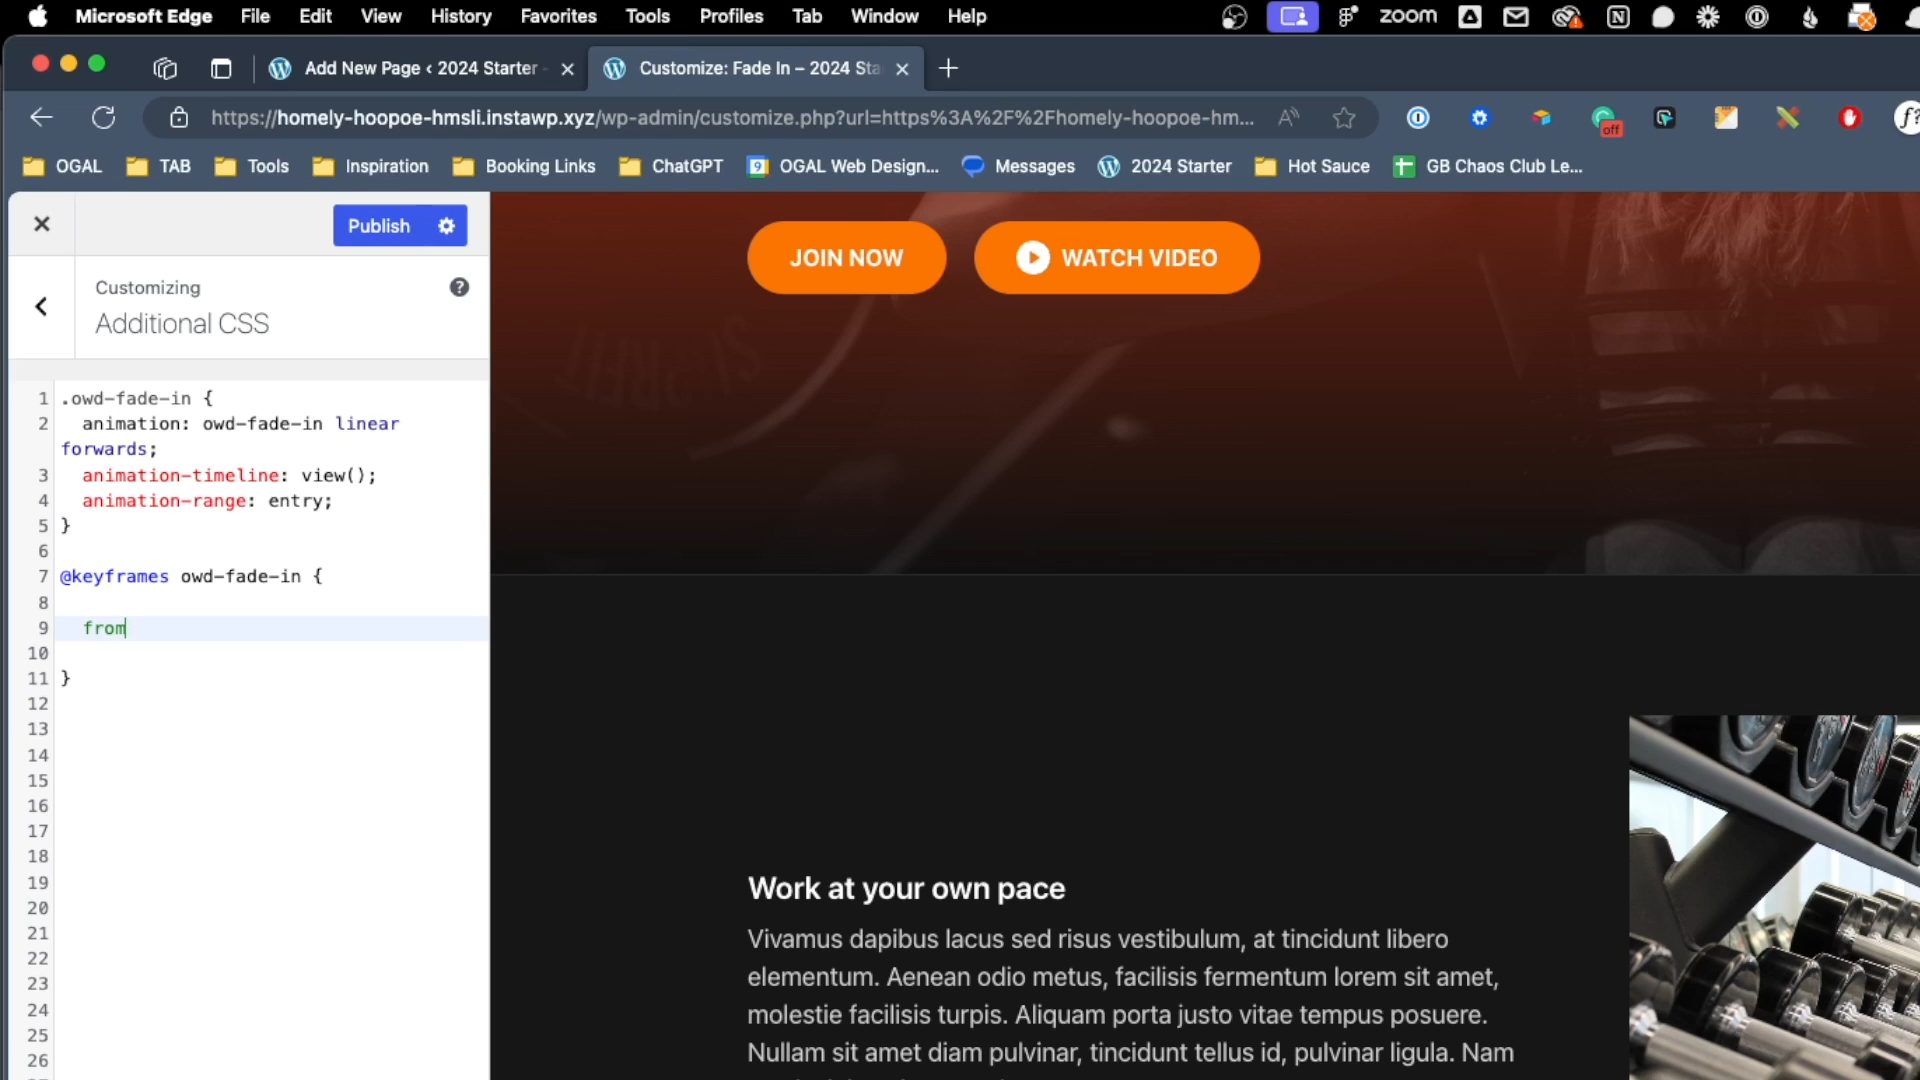 Microsoft Edge File Edit View History Favorites Tools Profiles Tab Window Help zoom
Add New Page ‹ 2024 Starter - Customize: Fade In – 2024 Sta
https://homely-hoopoe-hmsli.instawp.xyz/wp-admin/customize.php?url=https%3A%2F%2Fhomely-hoopoe-hm... off f?
OGAL TAB Tools Inspiration Booking Links ChatGPT 9 OGAL Web Design... Messages 2024 Starter Hot Sauce GB Chaos Club Le...
Publish
Customizing
Additional CSS
JOIN NOW WATCH VIDEO
1 .owd-fade-in {
2 animation: owd-fade-in linear
forwards;
3 animation-timeline: view();
4 animation-range: entry;
5 }
6
7 @keyframes owd-fade-in {
8
9 from
10
11 }
12
13
14
15
16
17
18
19
20
21
22
23
24
25
26
Work at your own pace
Vivamus dapibus lacus sed risus vestibulum, at tincidunt libero
elementum. Aenean odio metus, facilisis fermentum lorem sit amet,
molestie facilisis turpis. Aliquam porta justo vitae tempus posuere.
Nullam sit amet diam pulvinar, tincidunt tellus id, pulvinar ligula. Nam